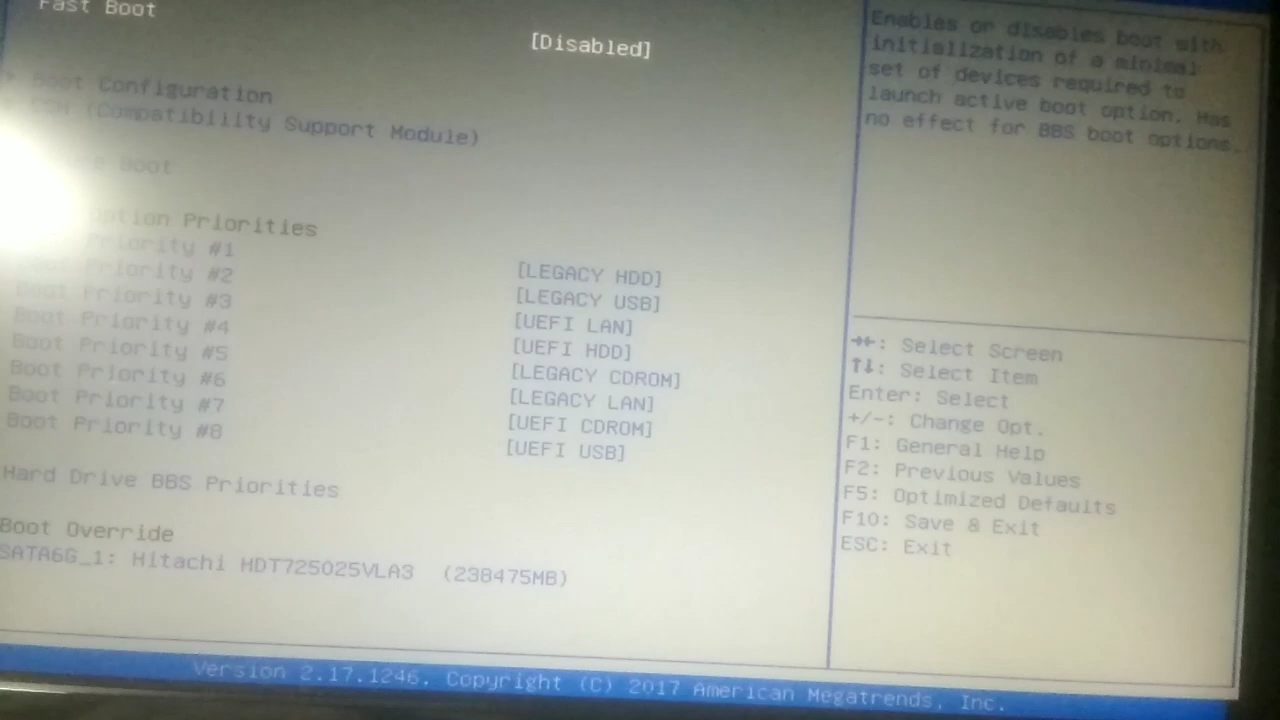 Fast Boot
[Disabled]
Boot Configuration
CSM (Compatibility Support Module)
Boot
Option Priorities
Priority #1
Boot Priority #2
[LEGACY HDD]
Boot Priority #3
[LEGACY USB]
Boot Priority #4
[UEFI LAN]
Boot Priority #5
[UEFI HDD]
Boot Priority #6
[LEGACY CDROM]
Boot Priority #7
[LEGACY LAN]
Boot Priority #8
[UEFI CDROM]
[UEFI USB]
Hard Drive BBS Priorities
Boot Override
SATA6G_1: Hitachi HDT725025VLA3 (238475MB)
Enables or disables boot with
initialization of a minimal
set of devices required to
launch active boot option. Has
no effect for BBS boot options.
→←: Select Screen
↑↓: Select Item
Enter: Select
+/-: Change Opt.
F1: General Help
F2: Previous Values
F5: Optimized Defaults
F10: Save & Exit
ESC: Exit
Version 2.17.1246. Copyright (C) 2017 American Megatrends, Inc.